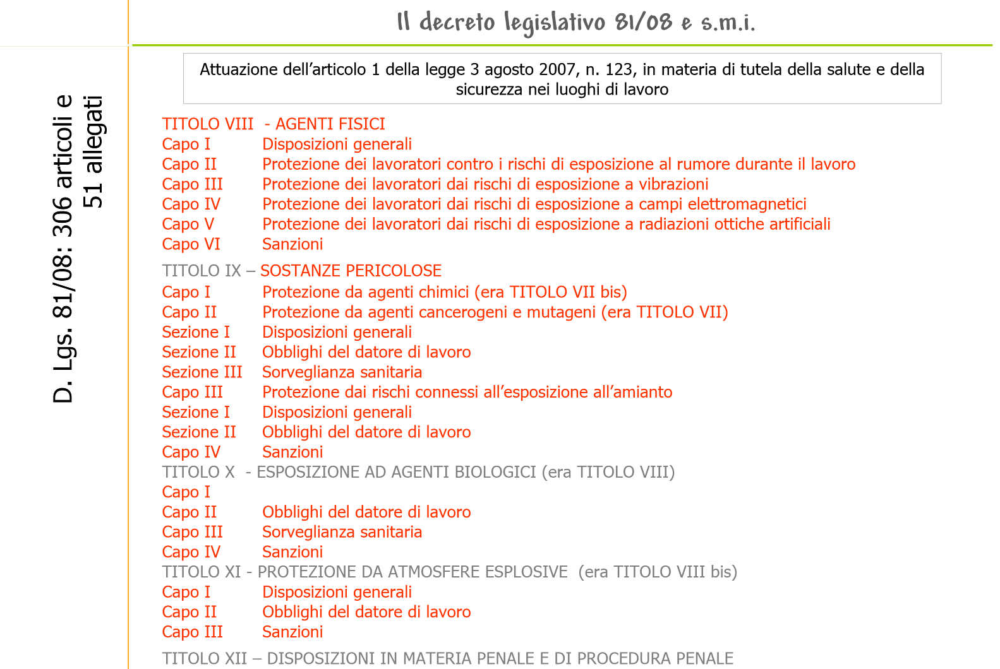 Il decreto legislativo 81/08 e s.m.i.
D. Lgs. 81/08: 306 articoli e
51 allegati
Attuazione dell’articolo 1 della legge 3 agosto 2007, n. 123, in materia di tutela della salute e della
sicurezza nei luoghi di lavoro
TITOLO VIII - AGENTI FISICI
Capo I Disposizioni generali
Capo II Protezione dei lavoratori contro i rischi di esposizione al rumore durante il lavoro
Capo III Protezione dei lavoratori dai rischi di esposizione a vibrazioni
Capo IV Protezione dei lavoratori dai rischi di esposizione a campi elettromagnetici
Capo V Protezione dei lavoratori dai rischi di esposizione a radiazioni ottiche artificiali
Capo VI Sanzioni
TITOLO IX – SOSTANZE PERICOLOSE
Capo I Protezione da agenti chimici (era TITOLO VII bis)
Capo II Protezione da agenti cancerogeni e mutageni (era TITOLO VII)
Sezione I Disposizioni generali
Sezione II Obblighi del datore di lavoro
Sezione III Sorveglianza sanitaria
Capo III Protezione dai rischi connessi all’esposizione all’amianto
Sezione I Disposizioni generali
Sezione II Obblighi del datore di lavoro
Capo IV Sanzioni
TITOLO X - ESPOSIZIONE AD AGENTI BIOLOGICI (era TITOLO VIII)
Capo I
Capo II Obblighi del datore di lavoro
Capo III Sorveglianza sanitaria
Capo IV Sanzioni
TITOLO XI - PROTEZIONE DA ATMOSFERE ESPLOSIVE (era TITOLO VIII bis)
Capo I Disposizioni generali
Capo II Obblighi del datore di lavoro
Capo III Sanzioni
TITOLO XII – DISPOSIZIONI IN MATERIA PENALE E DI PROCEDURA PENALE